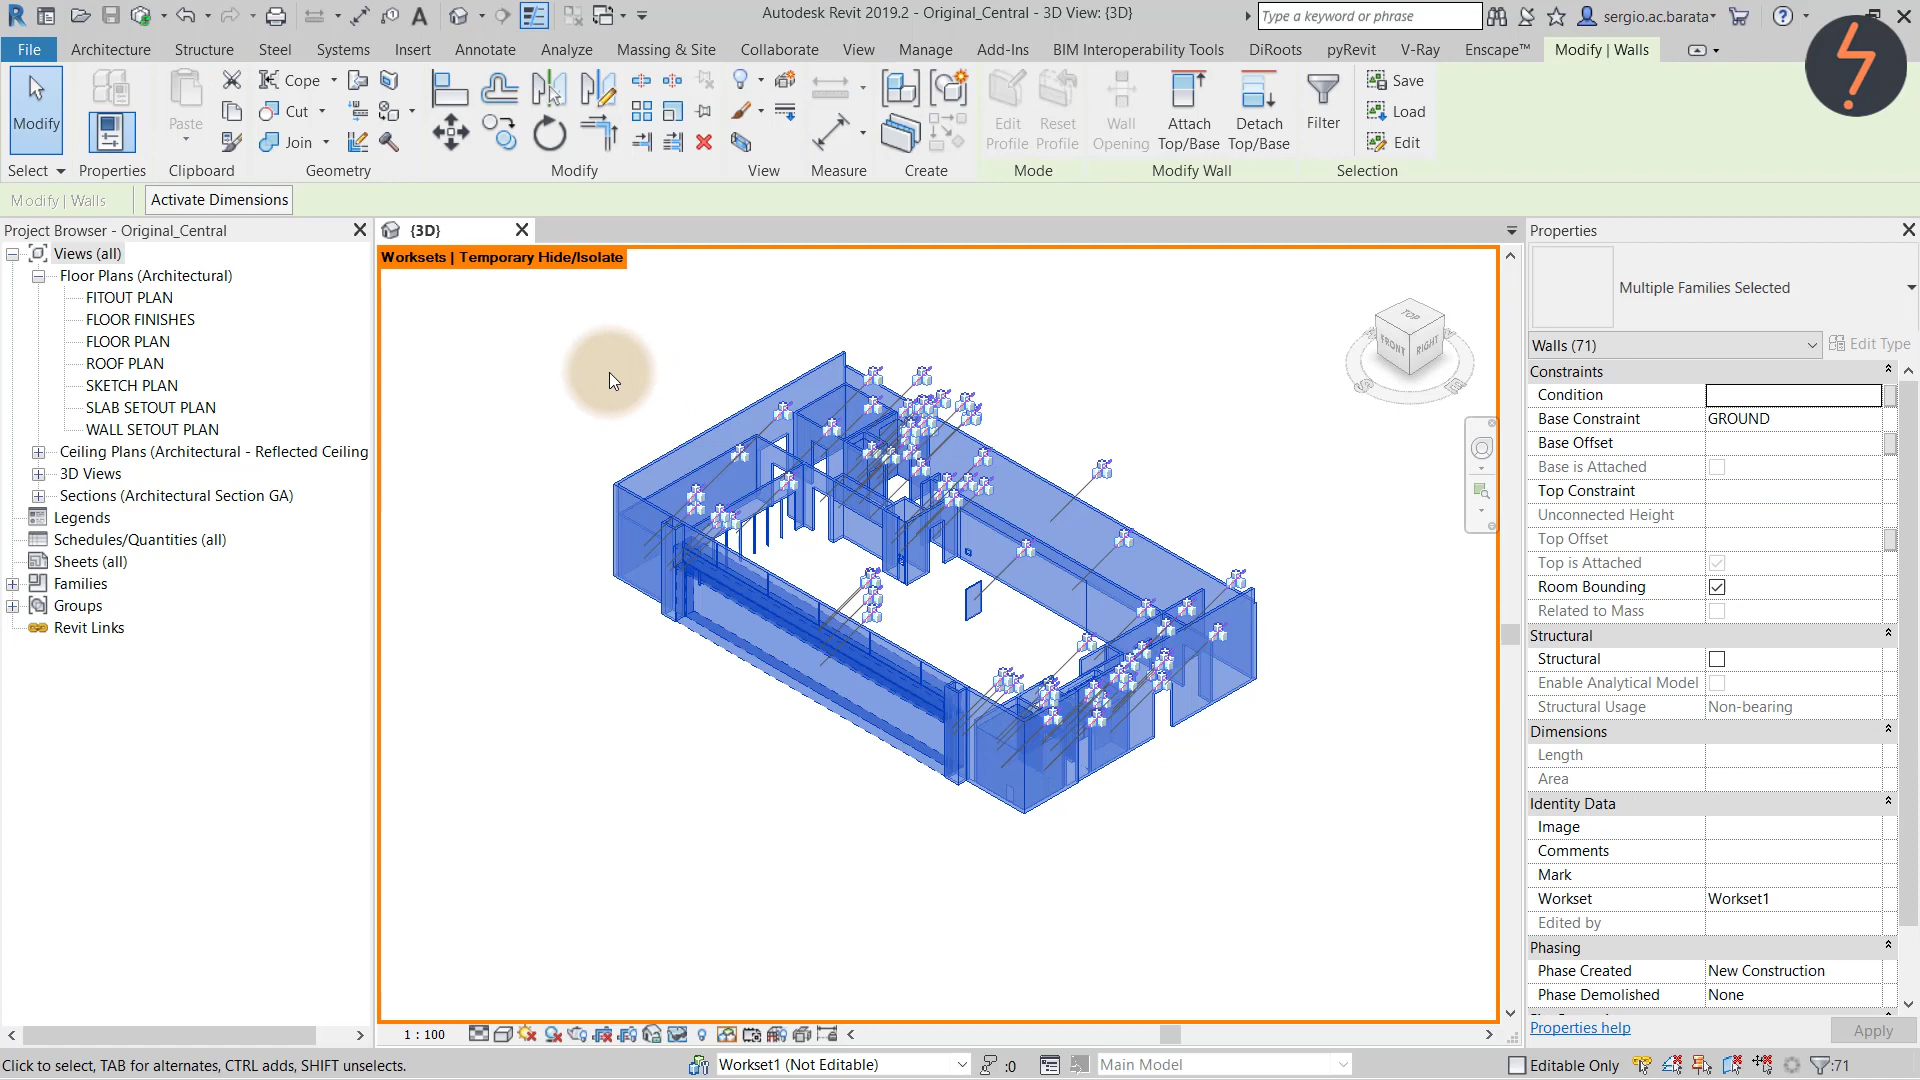 Autodesk Revit 2019.2 - Original_Central - 3D View: {3D}
Type a keyword or phrase
sergio.ac.barata
File Architecture Structure Steel Systems Insert Annotate Analyze Massing & Site Collaborate View Manage Add-Ins BIM Interoperability Tools DiRoots pyRevit V-Ray Enscape™ Modify | Walls
Modify
Paste
Cope
Cut
Join
Edit Profile
Reset Profile
Wall Opening
Attach Top/Base
Detach Top/Base
Filter
Save
Load
Edit
Select Properties Clipboard Geometry Modify View Measure Create Mode Modify Wall Selection
Modify | Walls Activate Dimensions
Project Browser - Original_Central
Views (all)
Floor Plans (Architectural)
FITOUT PLAN
FLOOR FINISHES
FLOOR PLAN
ROOF PLAN
SKETCH PLAN
SLAB SETOUT PLAN
WALL SETOUT PLAN
Ceiling Plans (Architectural - Reflected Ceiling
3D Views
Sections (Architectural Section GA)
Legends
Schedules/Quantities (all)
Sheets (all)
Families
Groups
Revit Links
{3D}
Worksets | Temporary Hide/Isolate
TOP
FRONT
RIGHT
Properties
Multiple Families Selected
Walls (71) Edit Type
Constraints
Condition
Base Constraint GROUND
Base Offset
Base is Attached
Top Constraint
Unconnected Height
Top Offset
Top is Attached
Room Bounding
Related to Mass
Structural
Structural
Enable Analytical Model
Structural Usage Non-bearing
Dimensions
Length
Area
Identity Data
Image
Comments
Mark
Workset Workset1
Edited by
Phasing
Phase Created New Construction
Phase Demolished None
Properties help Apply
1 : 100
Click to select, TAB for alternates, CTRL adds, SHIFT unselects.
Workset1 (Not Editable) :0 Main Model Editable Only :71